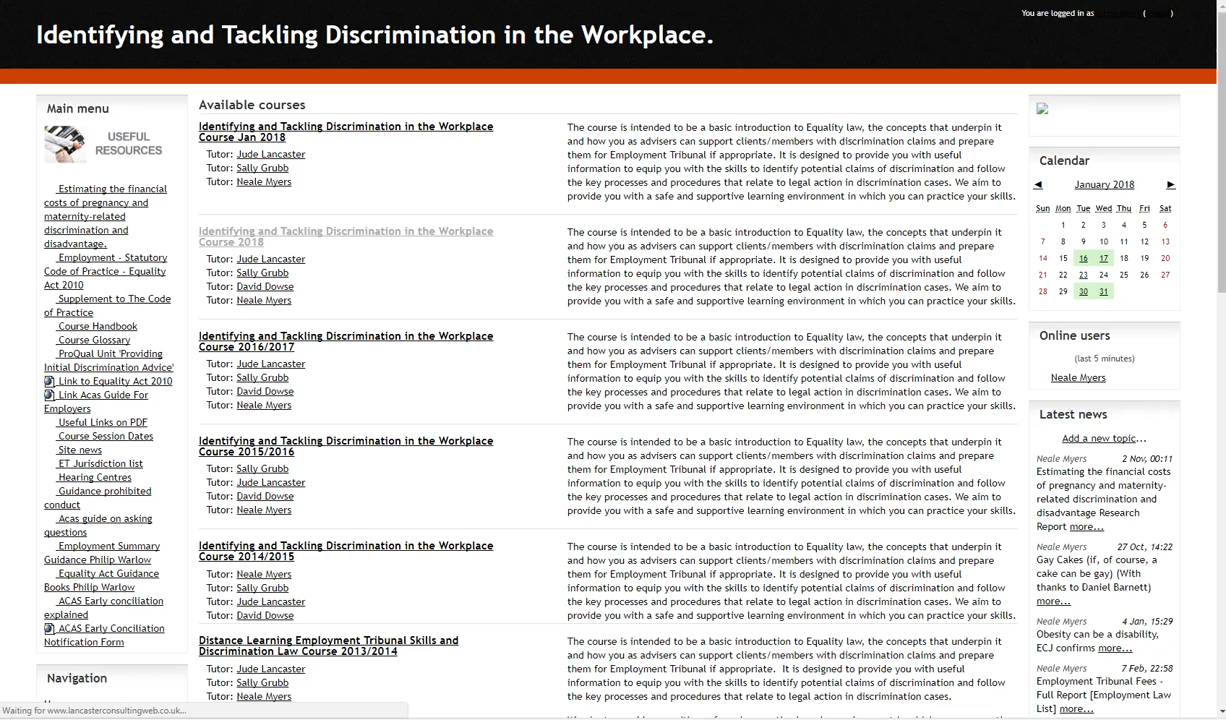 You are logged in as
( )
Identifying and Tackling Discrimination in the Workplace.
Main menu
USEFUL
RESOURCES
Estimating the financial
costs of pregnancy and
maternity-related
discrimination and
disadvantage.
Employment - Statutory
Code of Practice - Equality
Act 2010
Supplement to The Code
of Practice
Course Handbook
Course Glossary
ProQual Unit 'Providing
Initial Discrimination Advice'
Link to Equality Act 2010
Link Acas Guide For
Employers
Useful Links on PDF
Course Session Dates
Site news
ET Jurisdiction list
Hearing Centres
Guidance prohibited
conduct
Acas guide on asking
questions
Employment Summary
Guidance Philip Warlow
Equality Act Guidance
Books Philip Warlow
ACAS Early conciliation
explained
ACAS Early Conciliation
Notification Form
Navigation
Available courses
Identifying and Tackling Discrimination in the Workplace
Course Jan 2018
Tutor: Jude Lancaster
Tutor: Sally Grubb
Tutor: Neale Myers
The course is intended to be a basic introduction to Equality law, the concepts that underpin it
and how you as advisers can support clients/members with discrimination claims and prepare
them for Employment Tribunal if appropriate. It is designed to provide you with useful
information to equip you with the skills to identify potential claims of discrimination and follow
the key processes and procedures that relate to legal action in discrimination cases. We aim to
provide you with a safe and supportive learning environment in which you can practice your skills.
Identifying and Tackling Discrimination in the Workplace
Course 2018
Tutor: Jude Lancaster
Tutor: Sally Grubb
Tutor: David Dowse
Tutor: Neale Myers
The course is intended to be a basic introduction to Equality law, the concepts that underpin it
and how you as advisers can support clients/members with discrimination claims and prepare
them for Employment Tribunal if appropriate. It is designed to provide you with useful
information to equip you with the skills to identify potential claims of discrimination and follow
the key processes and procedures that relate to legal action in discrimination cases. We aim to
provide you with a safe and supportive learning environment in which you can practice your skills.
Identifying and Tackling Discrimination in the Workplace
Course 2016/2017
Tutor: Jude Lancaster
Tutor: Sally Grubb
Tutor: David Dowse
Tutor: Neale Myers
The course is intended to be a basic introduction to Equality law, the concepts that underpin it
and how you as advisers can support clients/members with discrimination claims and prepare
them for Employment Tribunal if appropriate. It is designed to provide you with useful
information to equip you with the skills to identify potential claims of discrimination and follow
the key processes and procedures that relate to legal action in discrimination cases. We aim to
provide you with a safe and supportive learning environment in which you can practice your skills.
Identifying and Tackling Discrimination in the Workplace
Course 2015/2016
Tutor: Sally Grubb
Tutor: Jude Lancaster
Tutor: David Dowse
Tutor: Neale Myers
The course is intended to be a basic introduction to Equality law, the concepts that underpin it
and how you as advisers can support clients/members with discrimination claims and prepare
them for Employment Tribunal if appropriate. It is designed to provide you with useful
information to equip you with the skills to identify potential claims of discrimination and follow
the key processes and procedures that relate to legal action in discrimination cases. We aim to
provide you with a safe and supportive learning environment in which you can practice your skills.
Identifying and Tackling Discrimination in the Workplace
Course 2014/2015
Tutor: Neale Myers
Tutor: Sally Grubb
Tutor: Jude Lancaster
Tutor: David Dowse
The course is intended to be a basic introduction to Equality law, the concepts that underpin it
and how you as advisers can support clients/members with discrimination claims and prepare
them for Employment Tribunal if appropriate. It is designed to provide you with useful
information to equip you with the skills to identify potential claims of discrimination and follow
the key processes and procedures that relate to legal action in discrimination cases. We aim to
provide you with a safe and supportive learning environment in which you can practice your skills.
Distance Learning Employment Tribunal Skills and
Discrimination Law Course 2013/2014
Tutor: Jude Lancaster
Tutor: Sally Grubb
Tutor: Neale Myers
The course is intended to be a basic introduction to Equality law, the concepts that underpin it
and how you as advisers can support clients/members with discrimination claims and prepare
them for Employment Tribunal if appropriate. It is designed to provide you with useful
information to equip you with the skills to identify potential claims of discrimination and follow
the key processes and procedures that relate to legal action in discrimination cases.
Calendar
◄ January 2018 ►
Sun Mon Tue Wed Thu Fri Sat
1 2 3 4 5 6
7 8 9 10 11 12 13
14 15 16 17 18 19 20
21 22 23 24 25 26 27
28 29 30 31
Online users
(last 5 minutes)
Neale Myers
Latest news
Add a new topic...
Neale Myers 2 Nov, 00:11
Estimating the financial costs
of pregnancy and maternity-
related discrimination and
disadvantage Research
Report more...
Neale Myers 27 Oct, 14:22
Gay Cakes (if, of course, a
cake can be gay) (With
thanks to Daniel Barnett)
more...
Neale Myers 4 Jan, 15:29
Obesity can be a disability,
ECJ confirms more...
Neale Myers 7 Feb, 22:58
Employment Tribunal Fees -
Full Report [Employment Law
List] more...
Waiting for www.lancasterconsultingweb.co.uk...